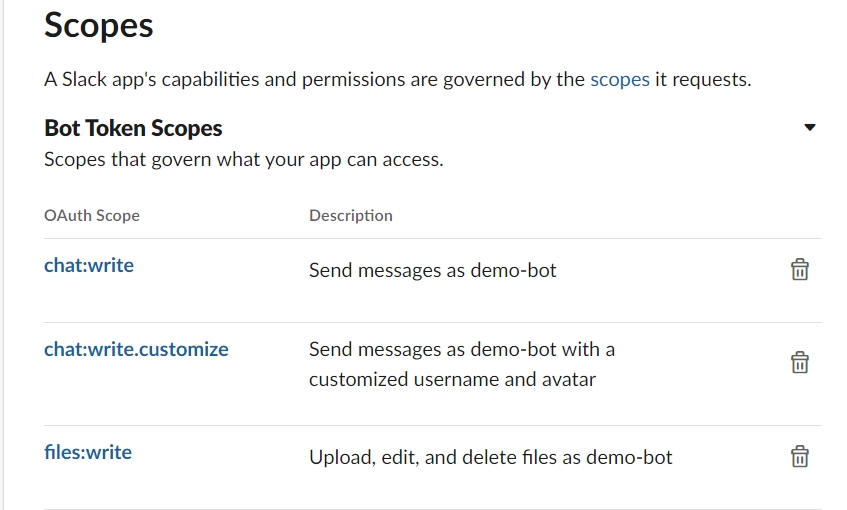 Scopes
A Slack app's capabilities and permissions are governed by the scopes it requests.
Bot Token Scopes
Scopes that govern what your app can access.
OAuth Scope Description
chat:write Send messages as demo-bot
chat:write.customize Send messages as demo-bot with a
customized username and avatar
files:write Upload, edit, and delete files as demo-bot